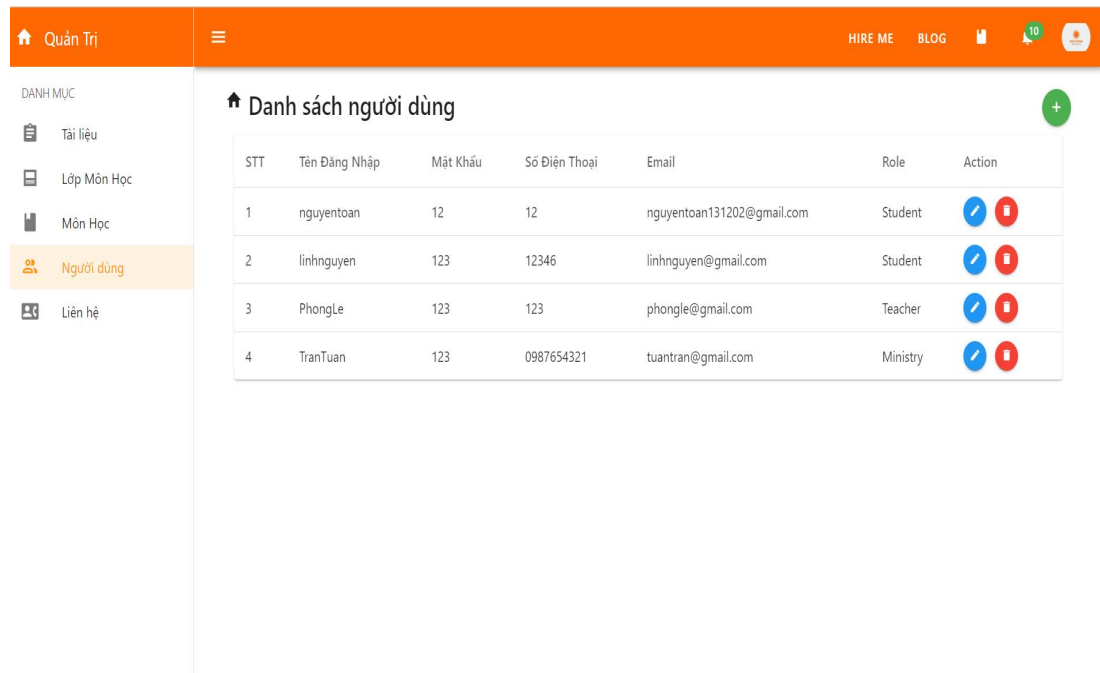 Quản Trị
HIRE ME BLOG 10
DANH MỤC
Tài liệu
Lớp Môn Học
Môn Học
Người dùng
Liên hệ
Danh sách người dùng
+
STT Tên Đăng Nhập Mật Khẩu Số Điện Thoại Email Role Action
1 nguyentoan 12 12 nguyentoan131202@gmail.com Student
2 linhnguyen 123 12346 linhnguyen@gmail.com Student
3 PhongLe 123 123 phongle@gmail.com Teacher
4 TranTuan 123 0987654321 tuantran@gmail.com Ministry